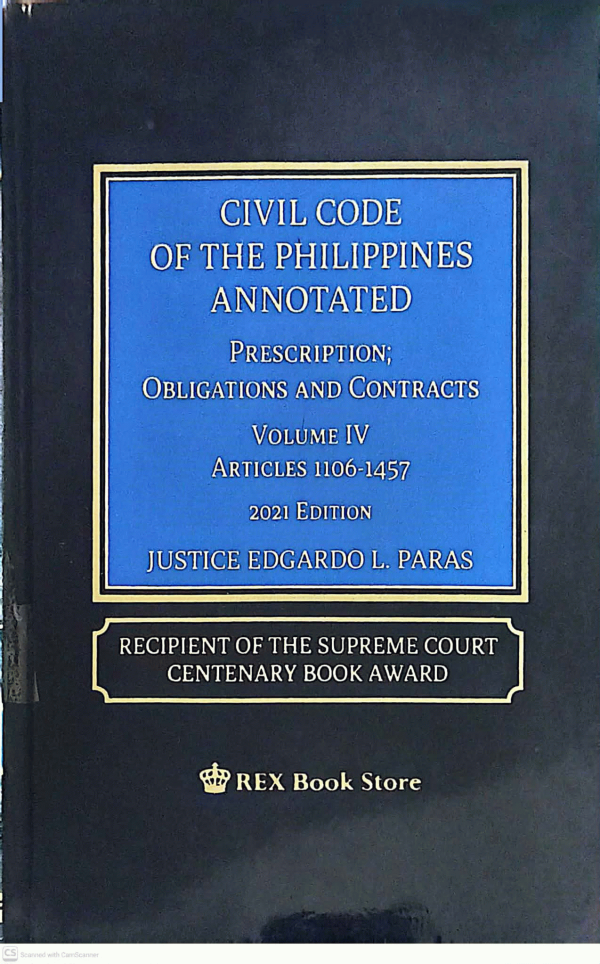 CIVIL CODE
OF THE PHILIPPINES
ANNOTATED
PRESCRIPTION;
OBLIGATIONS AND CONTRACTS
VOLUME IV
ARTICLES 1106-1457
2021 EDITION
JUSTICE EDGARDO L. PARAS
RECIPIENT OF THE SUPREME COURT
CENTENARY BOOK AWARD
REX Book Store
CS Scanned with CamScanner